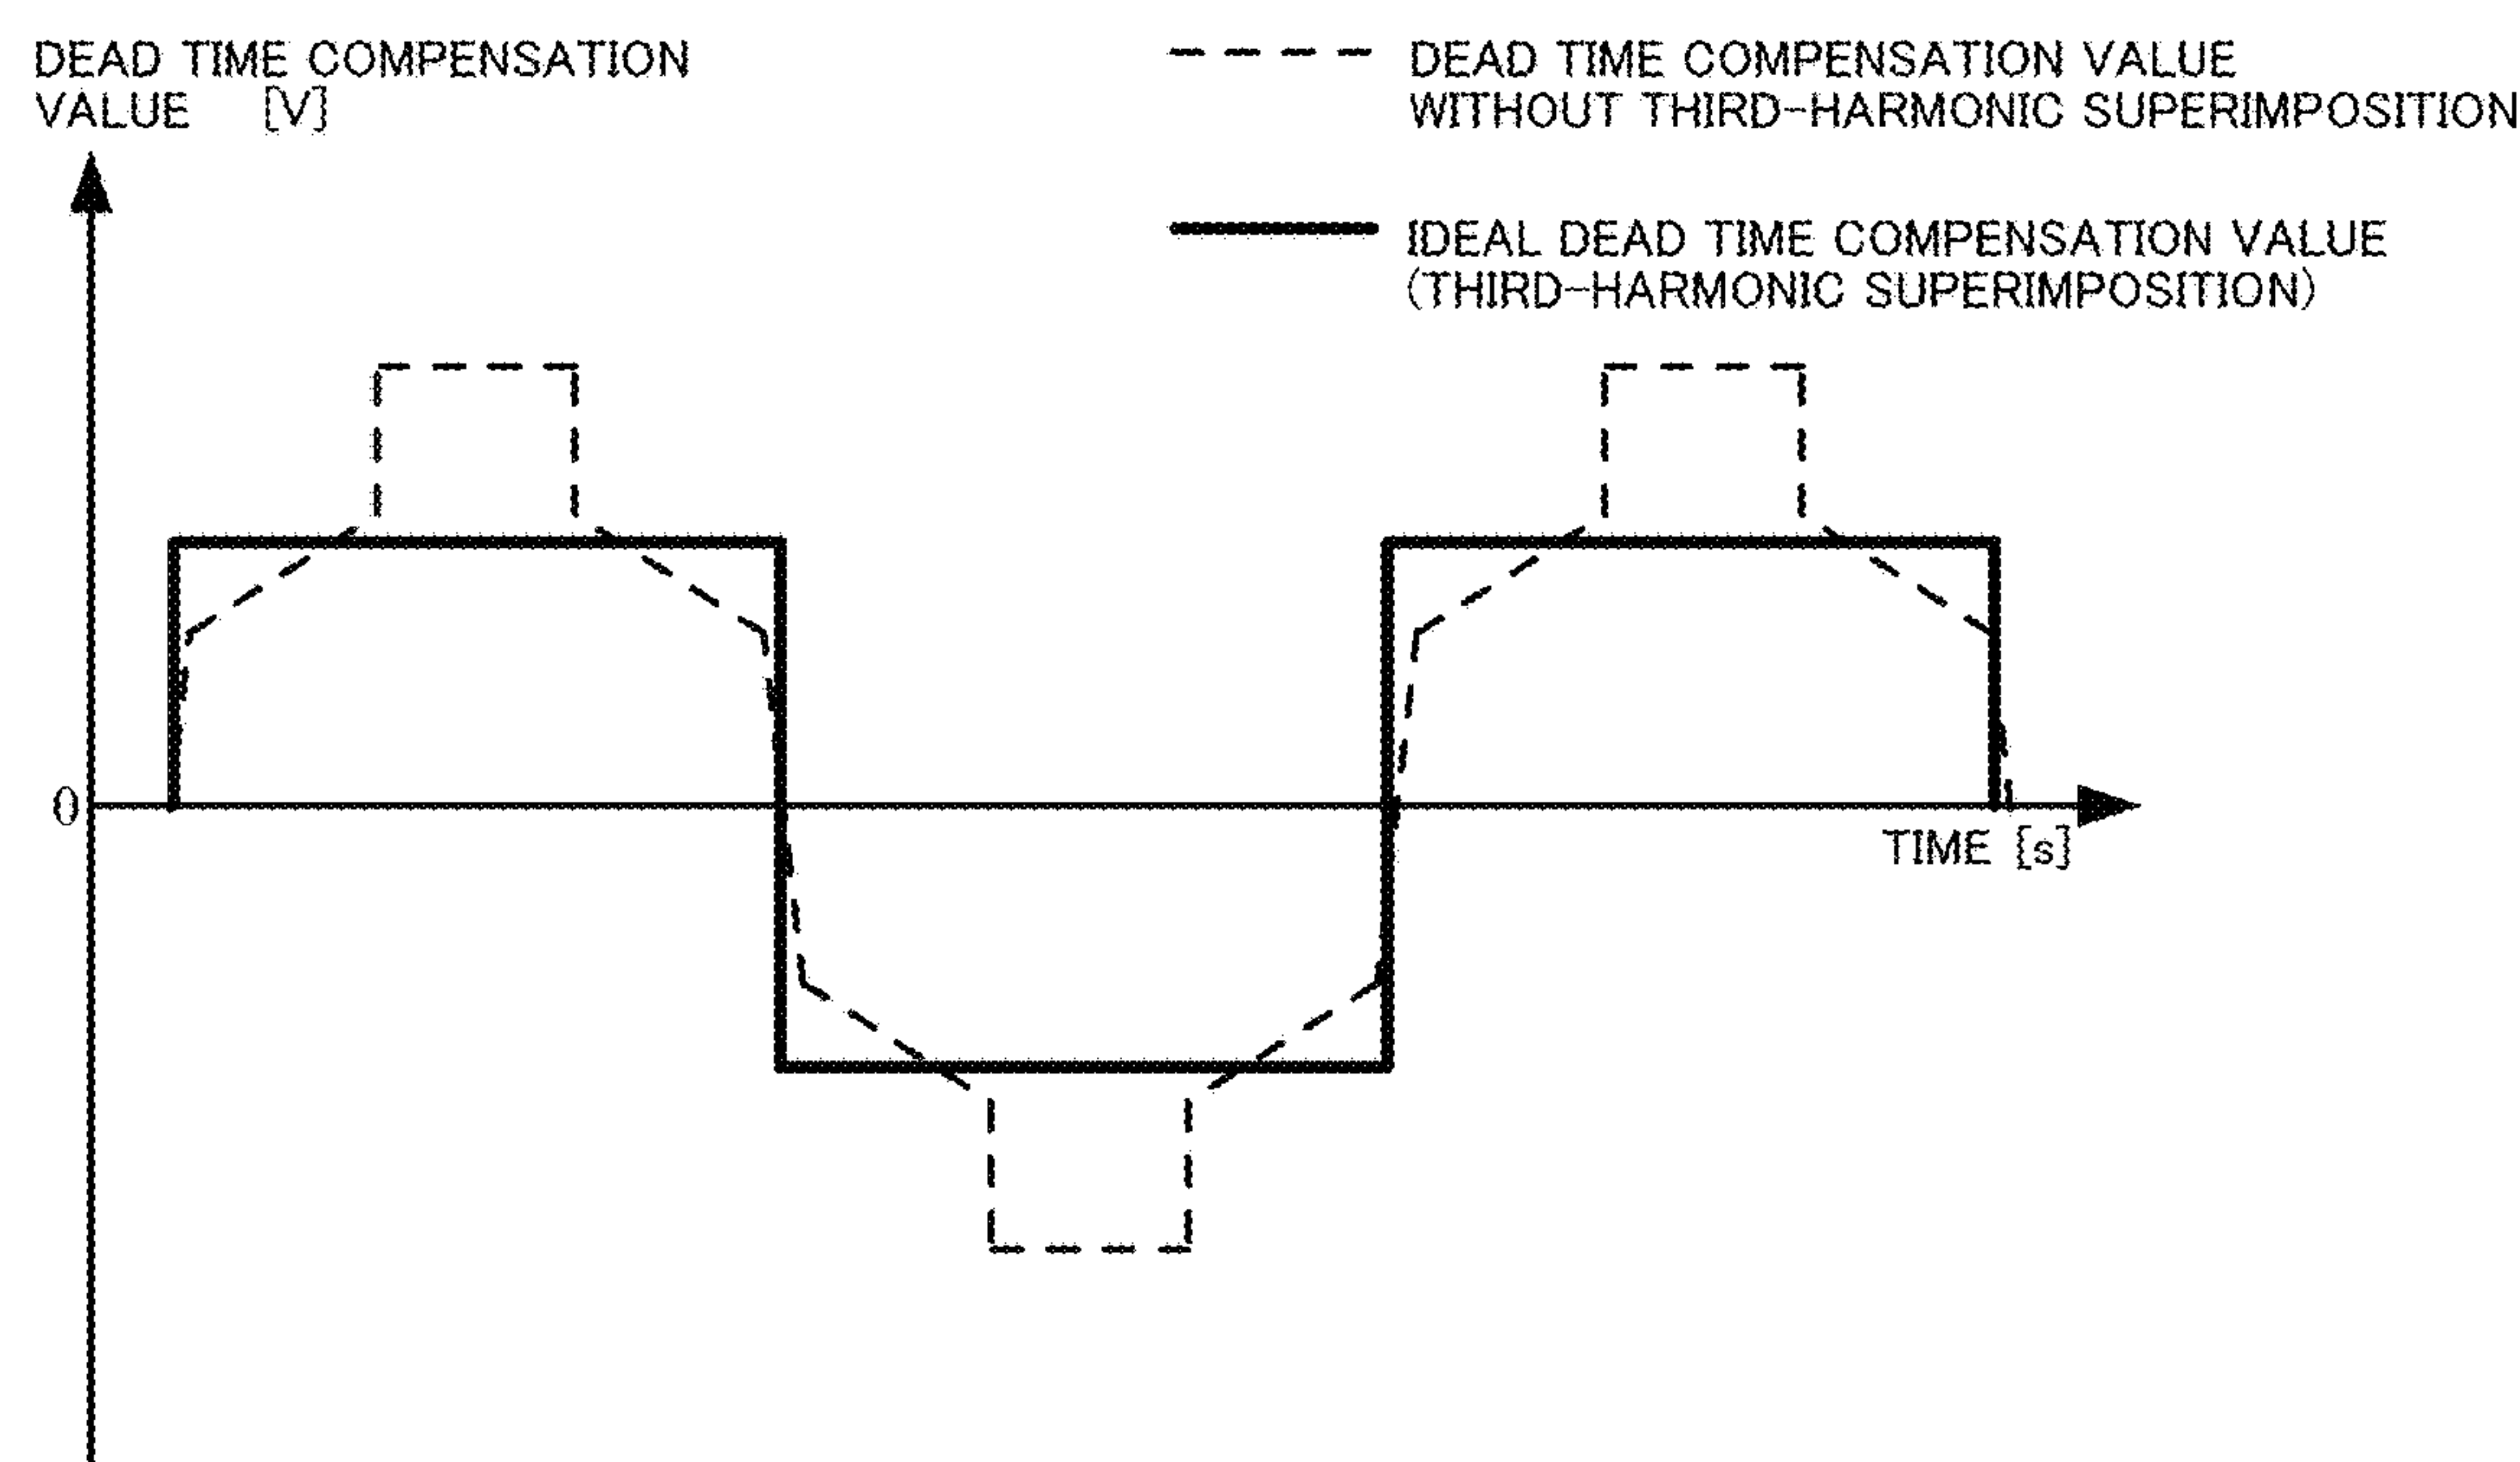 DEAD TIME COMPENSATION
VALUE [V]
DEAD TIME COMPENSATION VALUE
WITHOUT THIRD-HARMONIC SUPERIMPOSITION
IDEAL DEAD TIME COMPENSATION VALUE
(THIRD-HARMONIC SUPERIMPOSITION)
0
TIME [s]